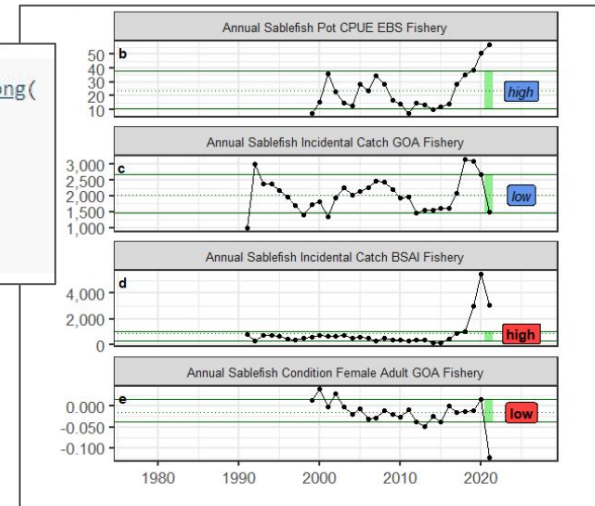 ong(
Annual Sablefish Pot CPUE EBS Fishery
b
50
40
30
20
10
high
Annual Sablefish Incidental Catch GOA Fishery
c
3,000
2,500
2,000
1,500
1,000
low
Annual Sablefish Incidental Catch BSAI Fishery
d
4,000
2,000
0
high
Annual Sablefish Condition Female Adult GOA Fishery
e
0.000
-0.050
-0.100
low
1980 1990 2000 2010 2020